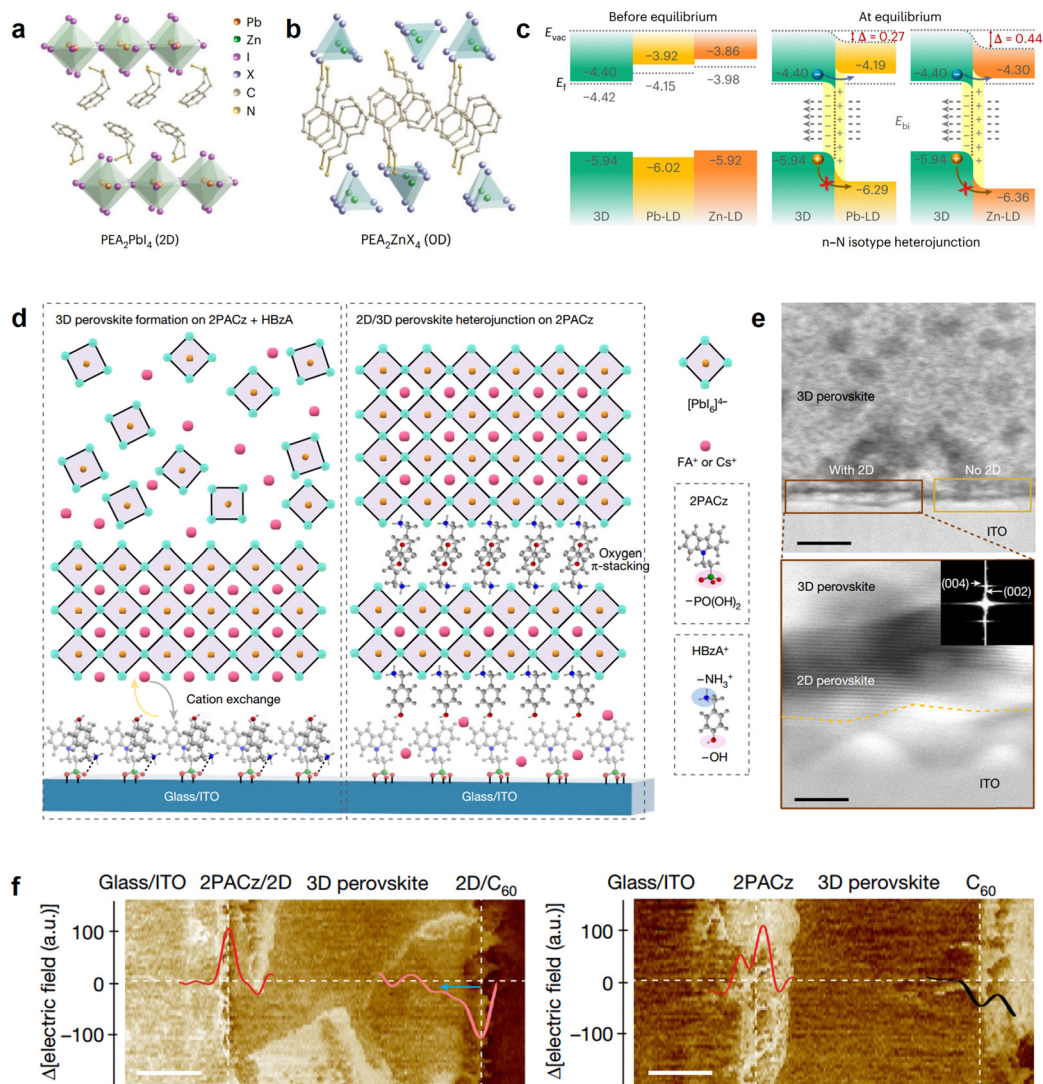 a
Pb
Zn
I
X
C
N
PEA₂PbI₄ (2D)
b
PEA₂ZnX₄ (0D)
c
Before equilibrium
At equilibrium
E_vac
E_f
−4.40
−3.92
−3.86
−4.42
−4.15
−3.98
−5.94
−6.02
−5.92
3D
Pb-LD
Zn-LD
Δ = 0.27
−4.40
−4.19
−5.94
−6.29
3D
Pb-LD
E_bi
Δ = 0.44
−4.40
−4.30
−5.94
−6.36
3D
Zn-LD
n–N isotype heterojunction
d
3D perovskite formation on 2PACz + HBzA
Cation exchange
Glass/ITO
2D/3D perovskite heterojunction on 2PACz
Oxygen
π-stacking
Glass/ITO
[PbI₆]⁴⁻
FA⁺ or Cs⁺
2PACz
−PO(OH)₂
HBzA⁺
−NH₃⁺
−OH
e
3D perovskite
With 2D
No 2D
ITO
3D perovskite
(004)
(002)
2D perovskite
ITO
f
Glass/ITO 2PACz/2D 3D perovskite 2D/C₆₀
Δ[electric field (a.u.)]
100
0
−100
Glass/ITO 2PACz 3D perovskite C₆₀
Δ[electric field (a.u.)]
100
0
−100